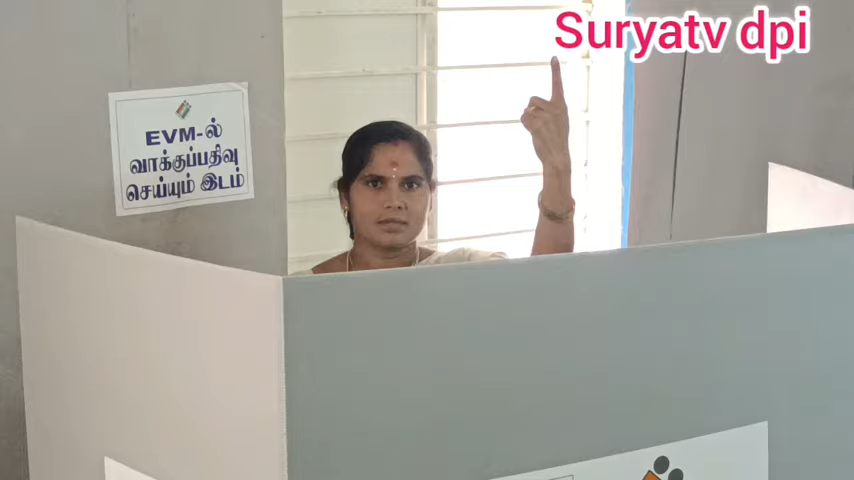 Suryatv dpi
EVM-ல்
வாக்குப்பதிவு
செய்யும் இடம்